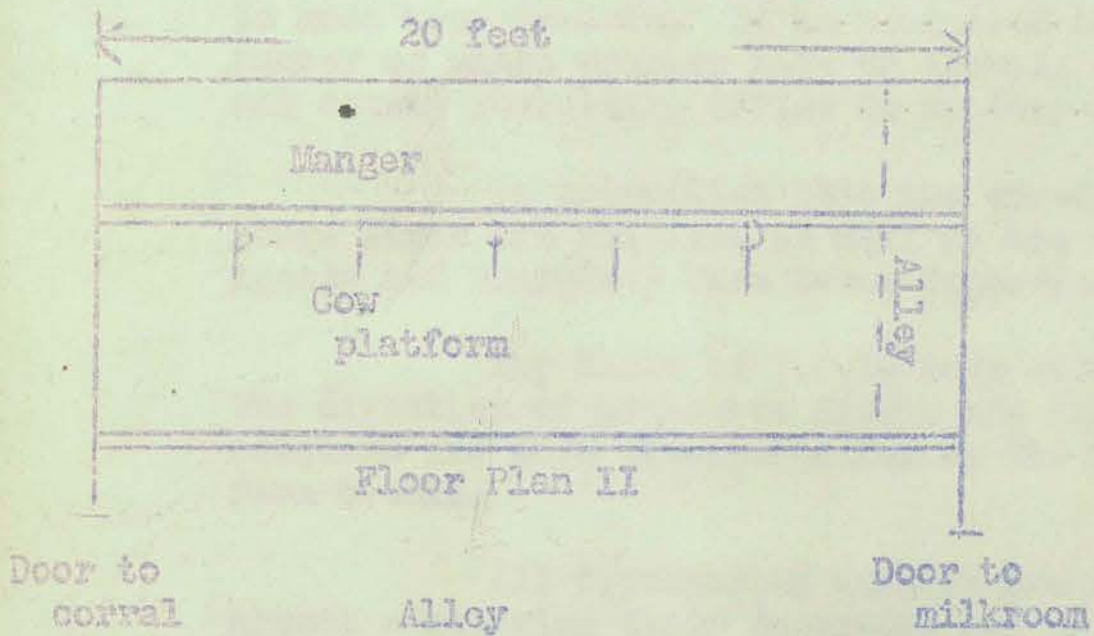 20 feet
Manger
Alley
Cow
platform
Floor Plan II
Door to
corral
Alley
Door to
milkroom